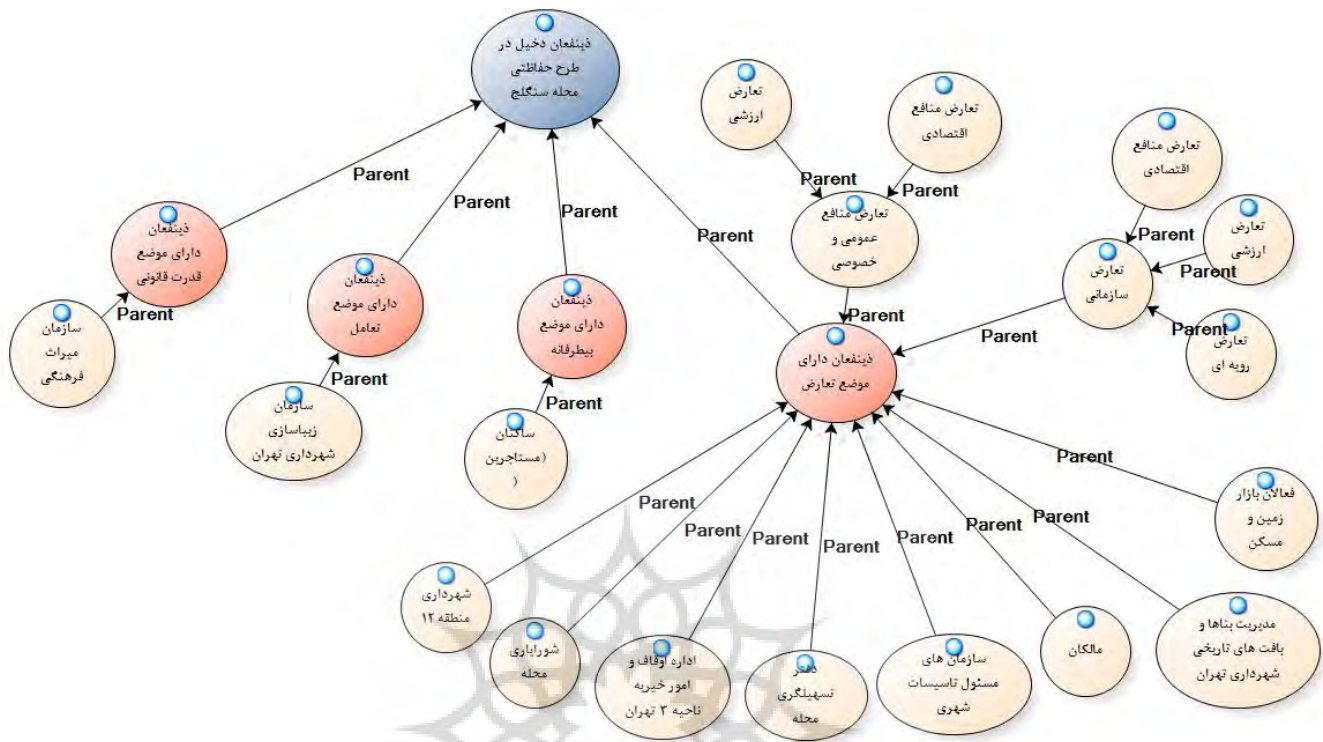 ذینفعان دخیل در
طرح حفاظتی
محله سنگلج
تعارض
ارزشی
تعارض منافع
اقتصادی
تعارض منافع
اقتصادی
Parent
Parent
Parent
Parent
Parent
Parent
ذینفعان
دارای موضع
قدرت قانونی
ذینفعان
دارای موضع
تعامل
ذینفعان
دارای موضع
بیطرفانه
تعارض منافع
عمومی و
خصوصی
تعارض
سازمانی
تعارض
ارزشی
Parent
Parent
Parent
تعارض
رویه ای
Parent
Parent
Parent
Parent
Parent
سازمان
میراث
فرهنگی
سازمان
زیباسازی
شهرداری تهران
ساکنان
(مستاجرین
(
ذینفعان دارای
موضع تعارض
Parent
Parent
Parent
Parent
Parent
Parent
Parent
Parent
فعالان بازار
زمین و
مسکن
شهرداری
منطقه ۱۲
شورایاری
محله
اداره اوقاف و
امور خیریه
ناحیه ۳ تهران
دفتر
تسهیلگری
محله
سازمان های
مسئول تاسیسات
شهری
مالکان
مدیریت بناها و
بافت های تاریخی
شهرداری تهران